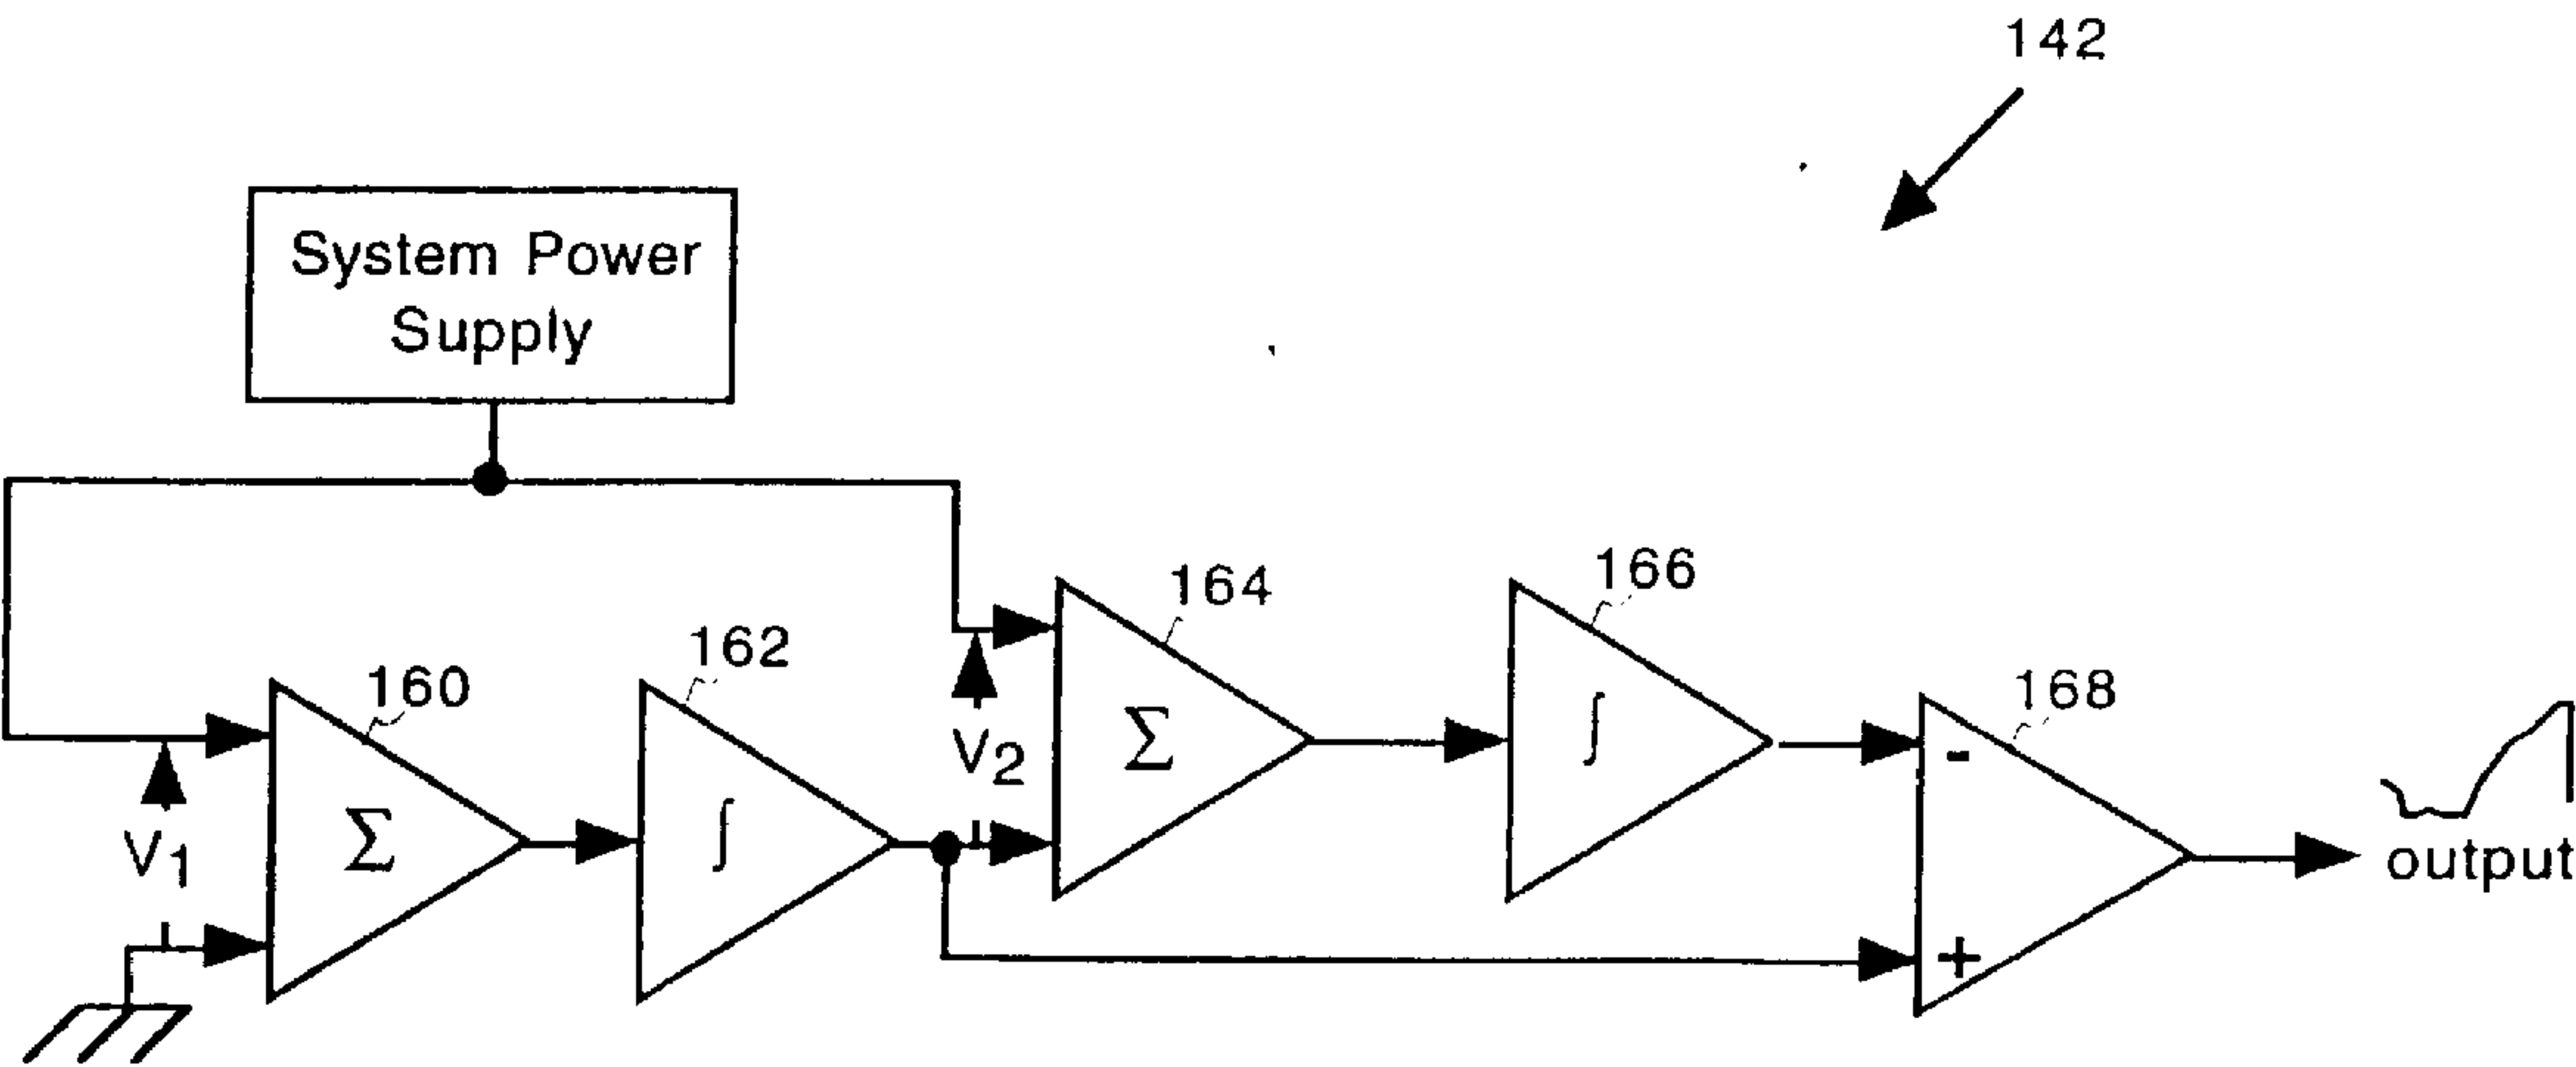 142
System Power
Supply
164
166
162
160
168
V2
Σ
∫
-
Σ
∫
V1
output
+